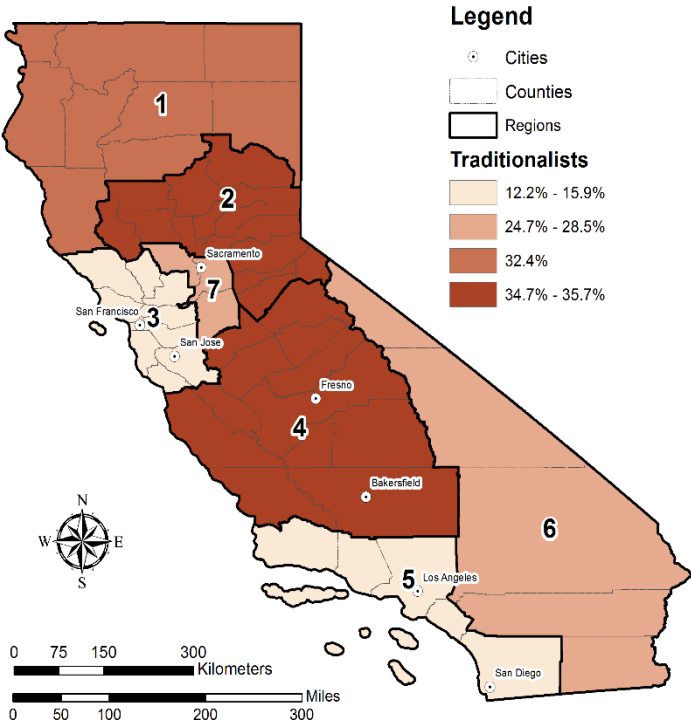 Legend
Cities
Counties
Regions
Traditionalists
12.2% - 15.9%
24.7% - 28.5%
32.4%
34.7% - 35.7%
1
2
Sacramento
7
San Francisco
3
San Jose
Fresno
4
Bakersfield
6
5
Los Angeles
San Diego
N
W E
S
0 75 150 300
Kilometers
Miles
0 50 100 200 300